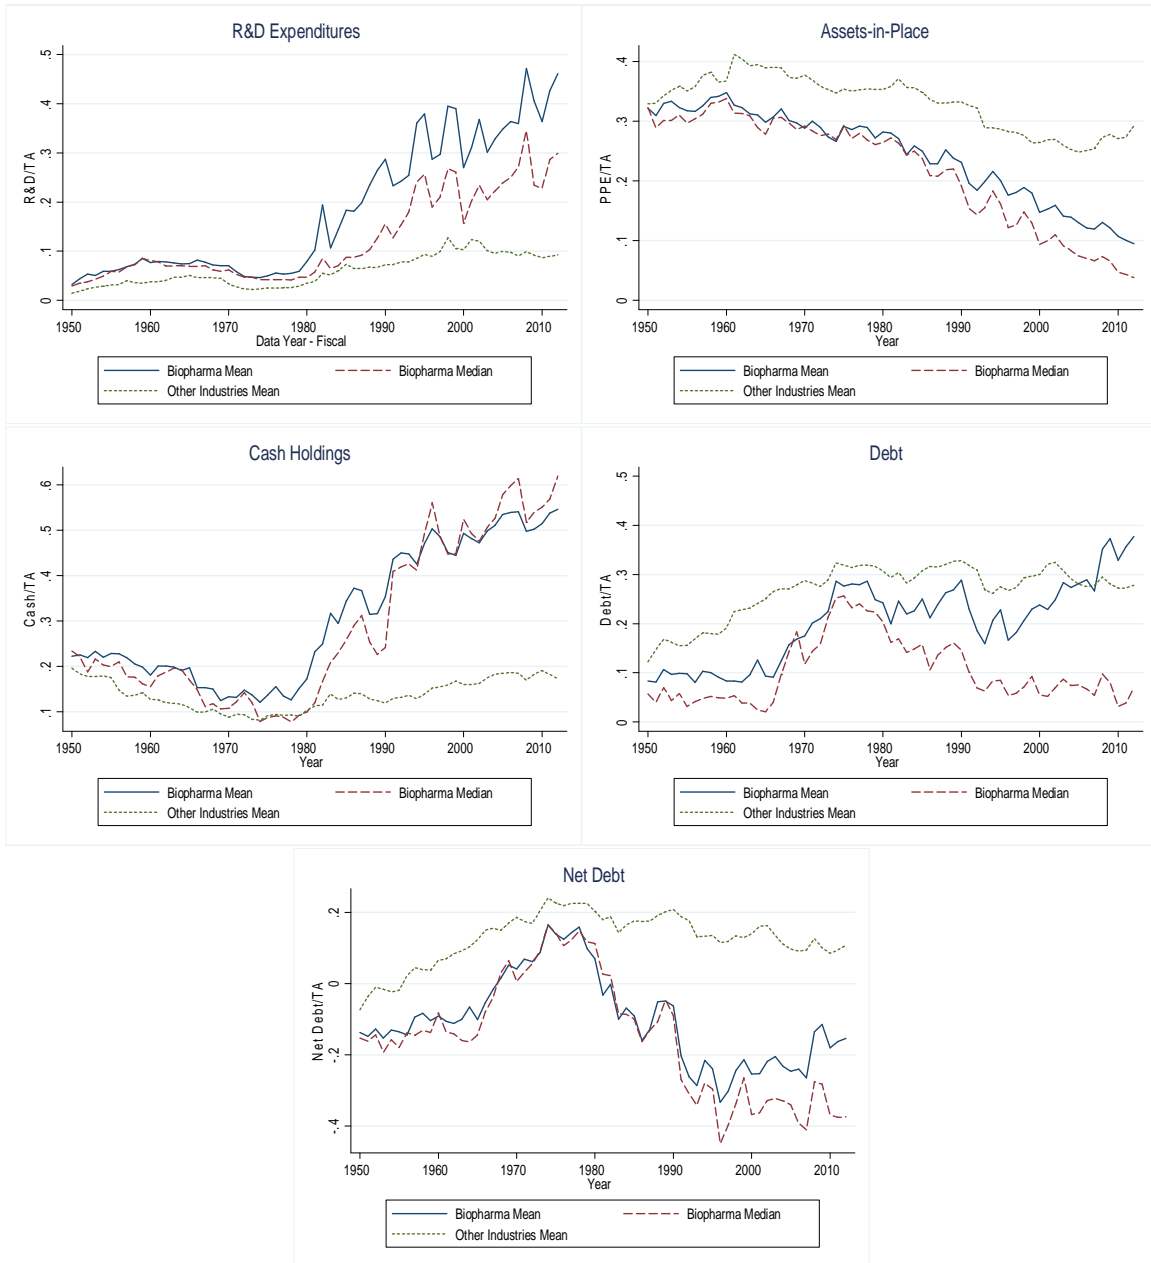 R&D Expenditures
R&D/TA
.5
.4
.3
.2
.1
0
1950 1960 1970 1980 1990 2000 2010
Data Year - Fiscal
Biopharma Mean Biopharma Median
Other Industries Mean
Assets-in-Place
PPE/TA
.4
.3
.2
.1
0
1950 1960 1970 1980 1990 2000 2010
Year
Biopharma Mean Biopharma Median
Other Industries Mean
Cash Holdings
Cash/TA
.6
.5
.4
.3
.2
.1
1950 1960 1970 1980 1990 2000 2010
Year
Biopharma Mean Biopharma Median
Other Industries Mean
Debt
Debt/TA
.5
.4
.3
.2
.1
0
1950 1960 1970 1980 1990 2000 2010
Year
Biopharma Mean Biopharma Median
Other Industries Mean
Net Debt
Net Debt/TA
.2
0
-.2
-.4
1950 1960 1970 1980 1990 2000 2010
Year
Biopharma Mean Biopharma Median
Other Industries Mean